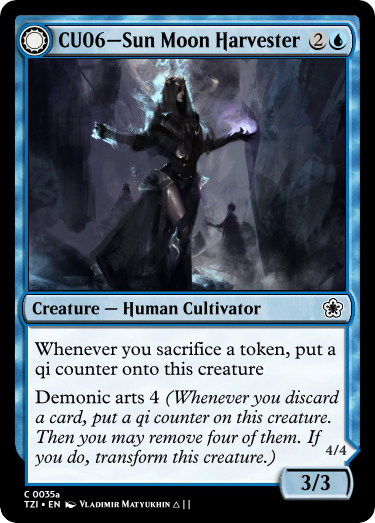 CU06—Sun Moon Harvester 2
Creature — Human Cultivator
Whenever you sacrifice a token, put a
qi counter onto this creature
Demonic arts 4 (Whenever you discard
a card, put a qi counter on this creature.
Then you may remove four of them. If
you do, transform this creature.)
4/4
3/3
C 0035a
TZI • EN Vladimir Matyukhin △ ||